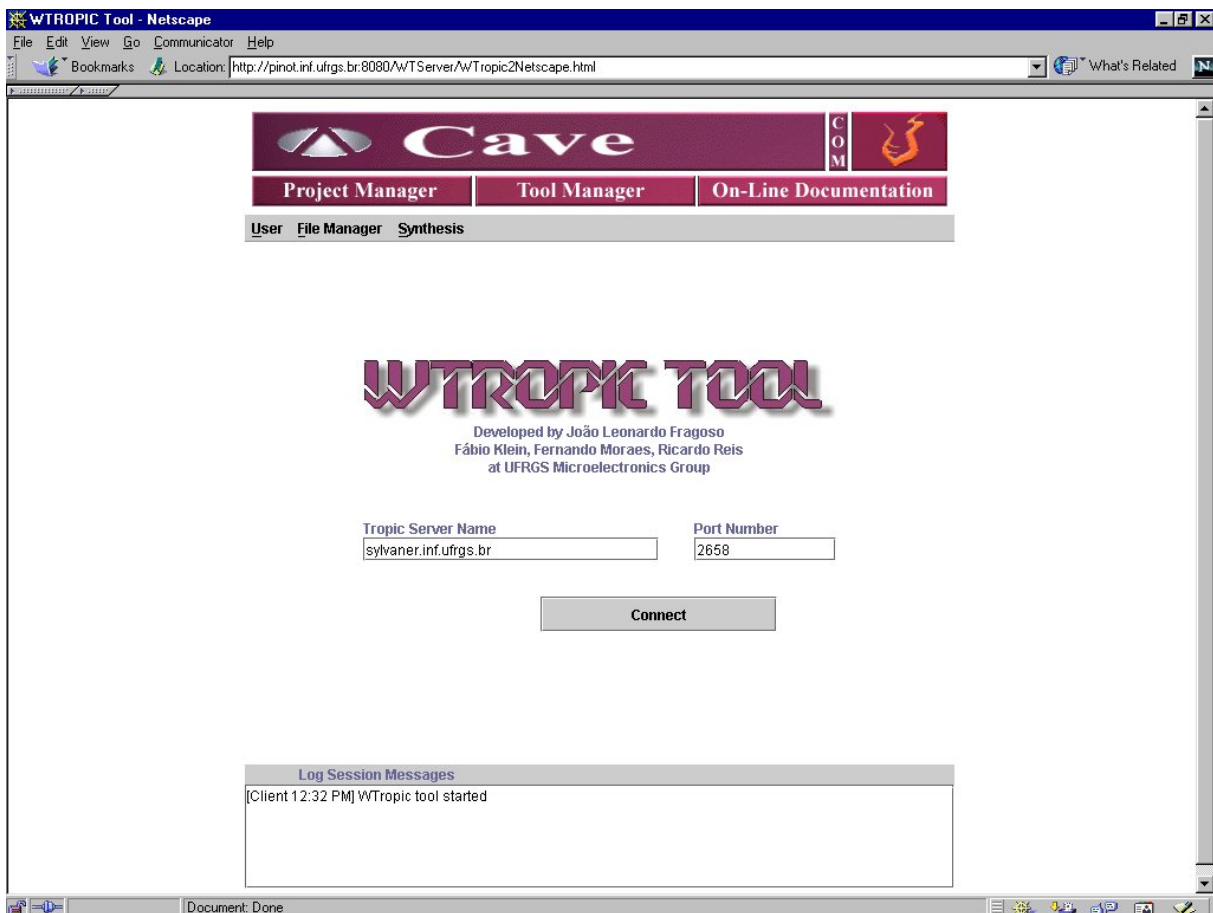 WTROPIC Tool - Netscape
File Edit View Go Communicator Help
Bookmarks Location: http://pinot.inf.ufrgs.br:8080/WTServer/WTropic2Netscape.html What's Related N
Cave COM
Project Manager Tool Manager On-Line Documentation
User File Manager Synthesis
WTROPIC TOOL
Developed by João Leonardo Fragoso
Fábio Klein, Fernando Moraes, Ricardo Reis
at UFRGS Microelectronics Group
Tropic Server Name Port Number
sylvaner.inf.ufrgs.br 2658
Connect
Log Session Messages
[Client 12:32 PM] WTropic tool started
Document: Done